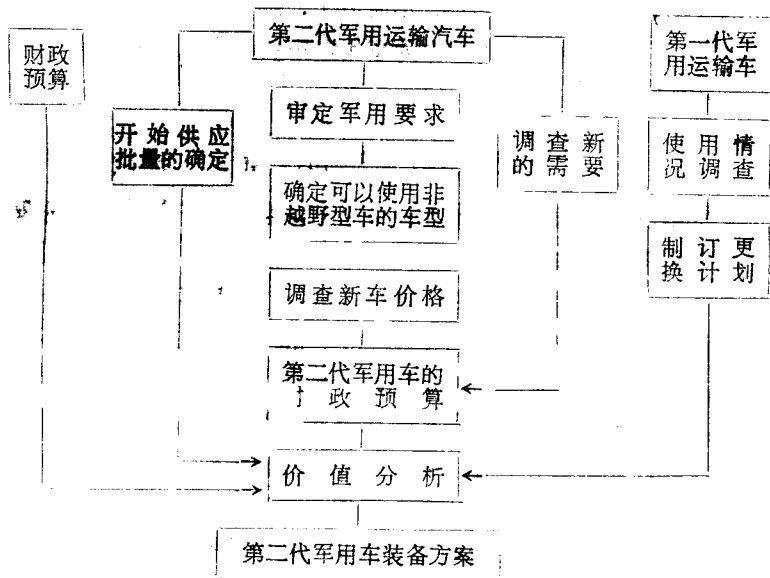 第二代军用运输汽车
财政
预算
第一代军
用运输车
开始供应
批量的确定
审定军用要求
调查新
的需要
使用情
况调查
确定可以使用非
越野型车的车型
制订更
换计划
调查新车价格
第二代军用车的
政预算
价值分析
第二代军用车装备方案